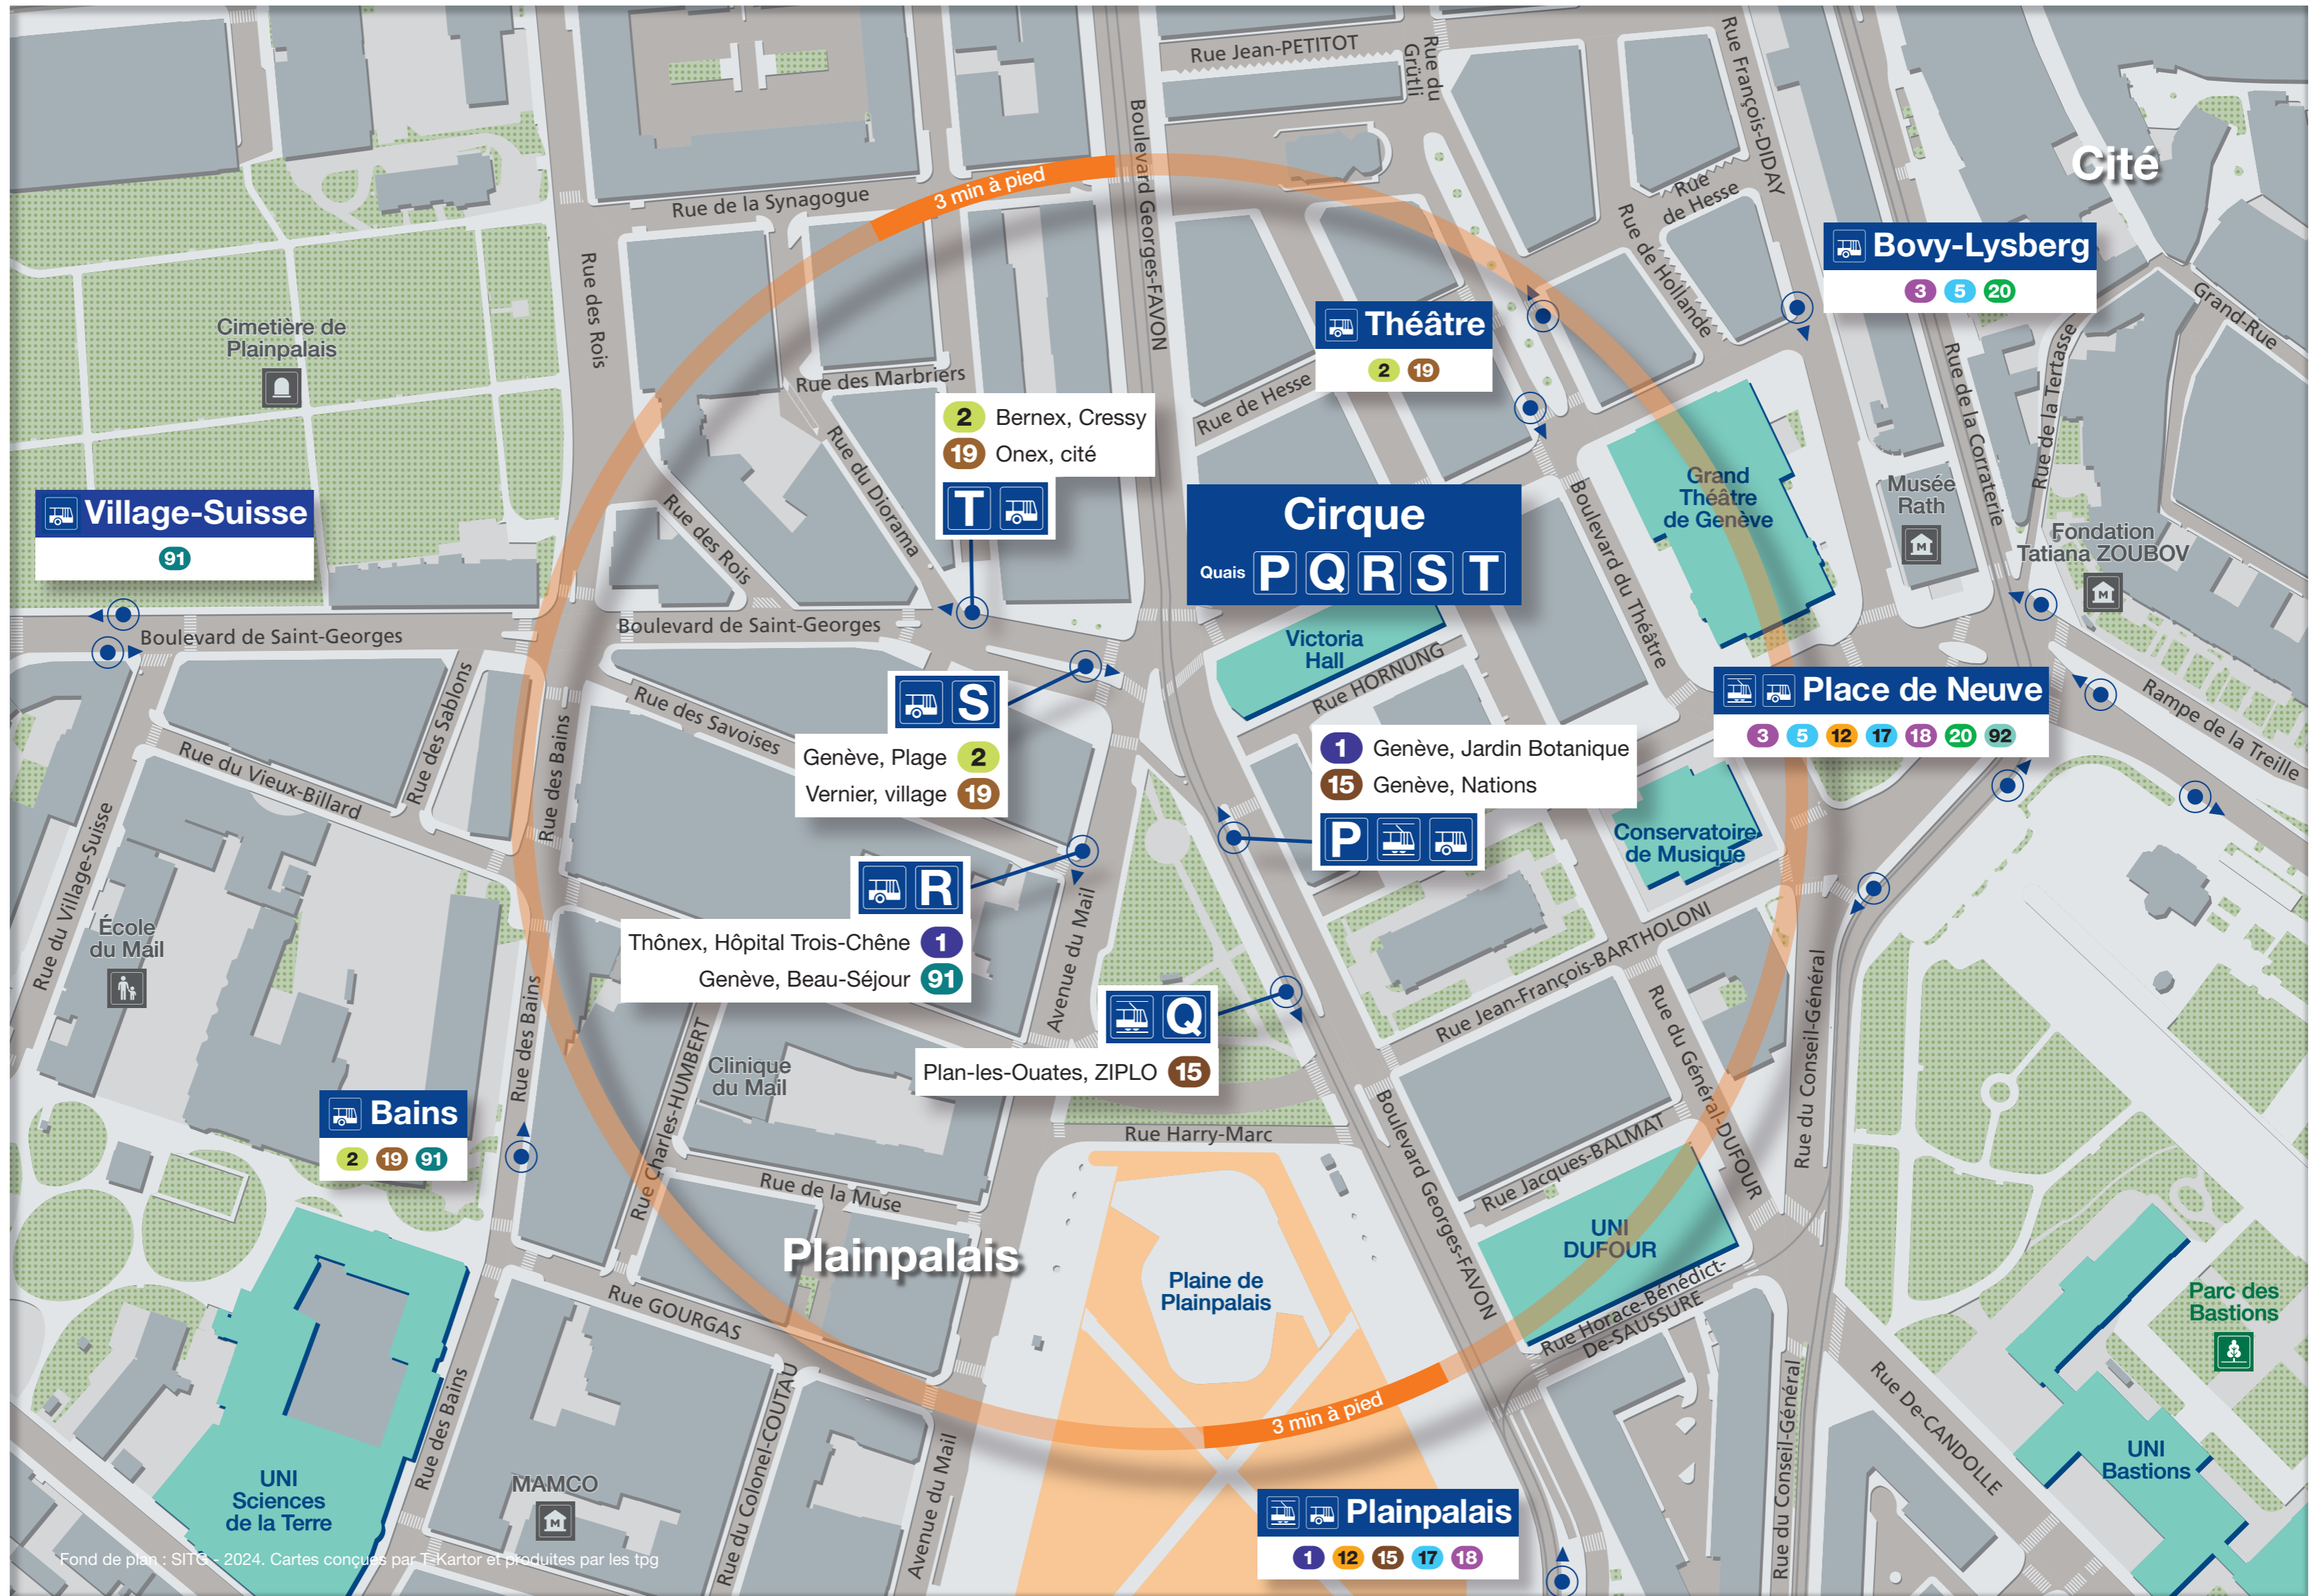 Rue Jean-PETITOT
Rue du
Grütli
Rue François-DIDAY
Boulevard Georges-FAVON
Cité
3 min à pied
Rue de la Synagogue
Rue
de Hesse
Rue de Hollande
Bovy-Lysberg
3 5 20
Grand-Rue
Rue des Rois
Cimetière de
Plainpalais
Théâtre
2 19
Rue de la Corraterie
Rue de la Tertasse
Rue des Marbriers
Rue de Hesse
2 Bernex, Cressy
19 Onex, cité
T
Rue du Diorama
Rue des Rois
Village-Suisse
91
Cirque
Quais P Q R S T
Boulevard du Théâtre
Grand
Théâtre
de Genève
Musée
Rath
Fondation
Tatiana ZOUBOV
Boulevard de Saint-Georges
Boulevard de Saint-Georges
Victoria
Hall
Rue HORNUNG
S
Genève, Plage 2
Vernier, village 19
Rue des Savoises
Rue des Sablons
Rue des Bains
Rue du Vieux-Billard
Rue du Village-Suisse
Place de Neuve
3 5 12 17 18 20 92
Rampe de la Treille
1 Genève, Jardin Botanique
15 Genève, Nations
P
Conservatoire
de Musique
R
Thônex, Hôpital Trois-Chêne 1
Genève, Beau-Séjour 91
Avenue du Mail
École
du Mail
Rue Jean-François-BARTHOLONI
Rue du Conseil-Général
Q
Plan-les-Ouates, ZIPLO 15
Rue des Bains
Rue Charles-HUMBERT
Clinique
du Mail
Rue du Général-DUFOUR
Bains
2 19 91
Rue Harry-Marc
Boulevard Georges-FAVON
Rue Jacques-BALMAT
Rue de la Muse
Plainpalais
Plaine de
Plainpalais
UNI
DUFOUR
Rue Horace-Bénédict-
De-SAUSSURE
Parc des
Bastions
Rue GOURGAS
3 min à pied
Rue des Bains
Rue du Colonel-COUTAU
Avenue du Mail
Rue du Conseil-Général
Rue De-CANDOLLE
UNI
Bastions
UNI
Sciences
de la Terre
MAMCO
Plainpalais
1 12 15 17 18
Fond de plan : SITG - 2024. Cartes conçues par T-Kartor et produites par les tpg